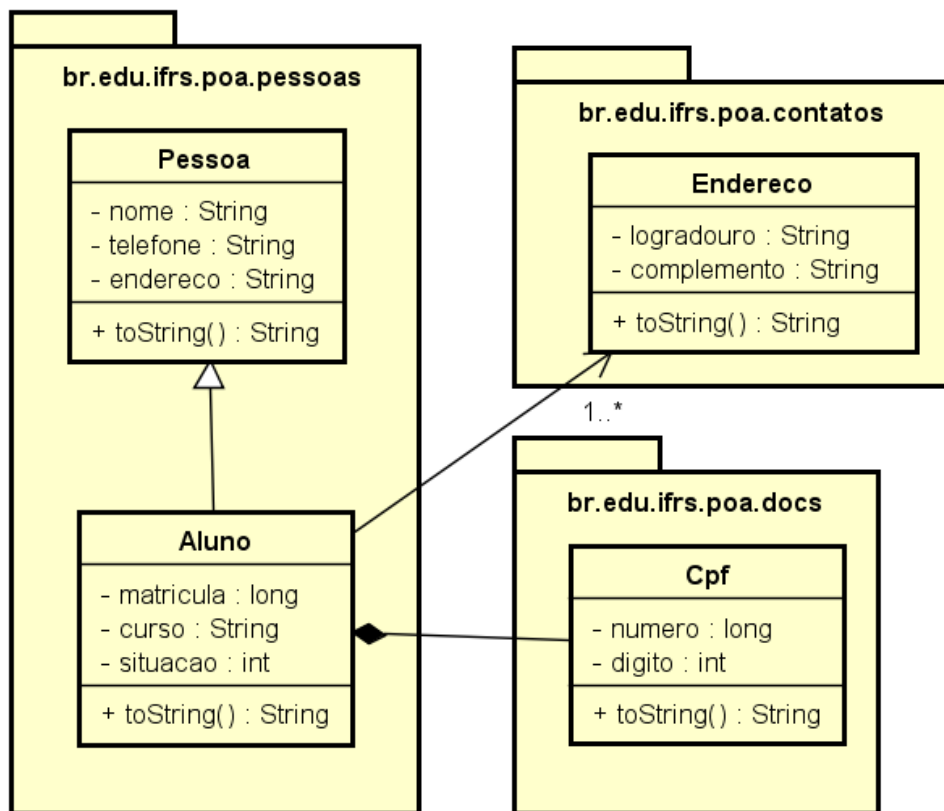 br.edu.ifrs.poa.pessoas
Pessoa
- nome : String
- telefone : String
- endereco : String
+ toString() : String
Aluno
- matricula : long
- curso : String
- situacao : int
+ toString() : String
br.edu.ifrs.poa.contatos
Endereco
- logradouro : String
- complemento : String
+ toString() : String
1..*
br.edu.ifrs.poa.docs
Cpf
- numero : long
- digito : int
+ toString() : String